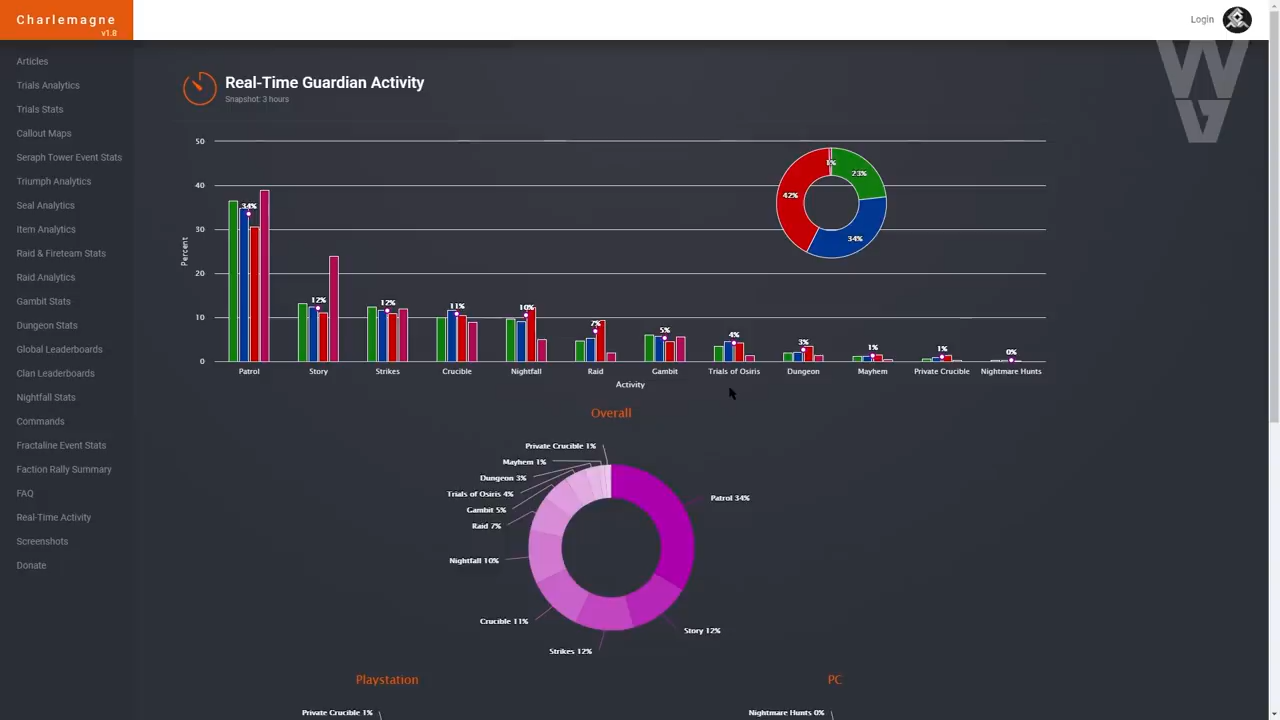 Charlemagne
v1.8
Login
Articles
Trials Analytics
Trials Stats
Callout Maps
Seraph Tower Event Stats
Triumph Analytics
Seal Analytics
Item Analytics
Raid & Fireteam Stats
Raid Analytics
Gambit Stats
Dungeon Stats
Global Leaderboards
Clan Leaderboards
Nightfall Stats
Commands
Fractaline Event Stats
Faction Rally Summary
FAQ
Real-Time Activity
Screenshots
Donate
Real-Time Guardian Activity
Snapshot: 3 hours
50
40
30
20
10
0
Percent
34%
12%
12%
11%
10%
7%
5%
4%
3%
1%
1%
0%
Patrol
Story
Strikes
Crucible
Nightfall
Raid
Gambit
Trials of Osiris
Dungeon
Mayhem
Private Crucible
Nightmare Hunts
Activity
1%
23%
42%
34%
Overall
Private Crucible 1%
Mayhem 1%
Dungeon 3%
Trials of Osiris 4%
Gambit 5%
Raid 7%
Nightfall 10%
Crucible 11%
Strikes 12%
Story 12%
Patrol 34%
Playstation
PC
Private Crucible 1%
Nightmare Hunts 0%